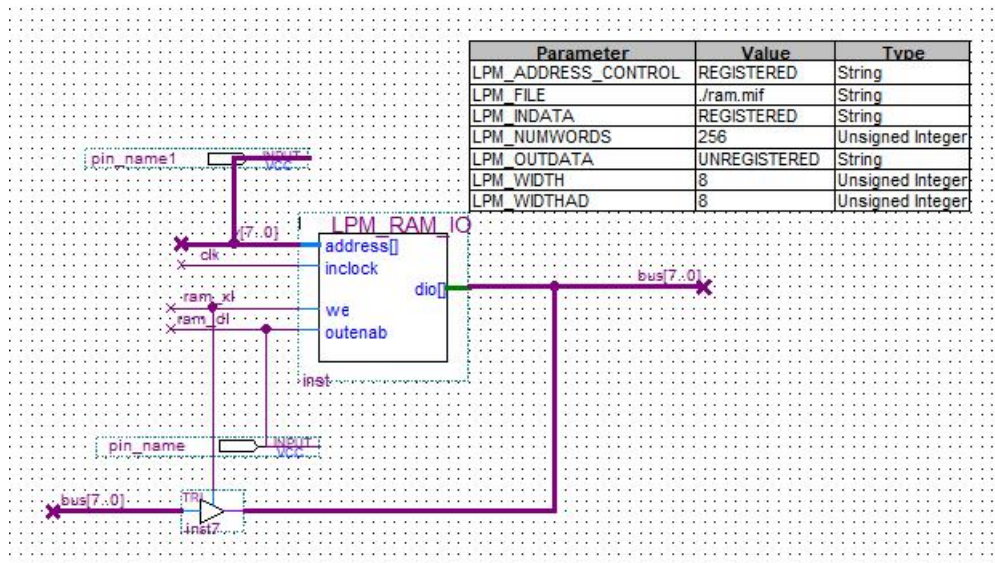 Parameter Value Type
LPM_ADDRESS_CONTROL REGISTERED String
LPM_FILE ./ram.mif String
LPM_INDATA REGISTERED String
LPM_NUMWORDS 256 Unsigned Integer
LPM_OUTDATA UNREGISTERED String
LPM_WIDTH 8 Unsigned Integer
LPM_WIDTHAD 8 Unsigned Integer
pin_name1 INPUT
VCC
LPM_RAM_IO
[7..0]
address[]
clk
inclock
dio[]
bus[7..0]
ram_xl
we
ram_dl
outenab
inst
pin_name INPUT
VCC
bus[7..0]
TRI
inst7